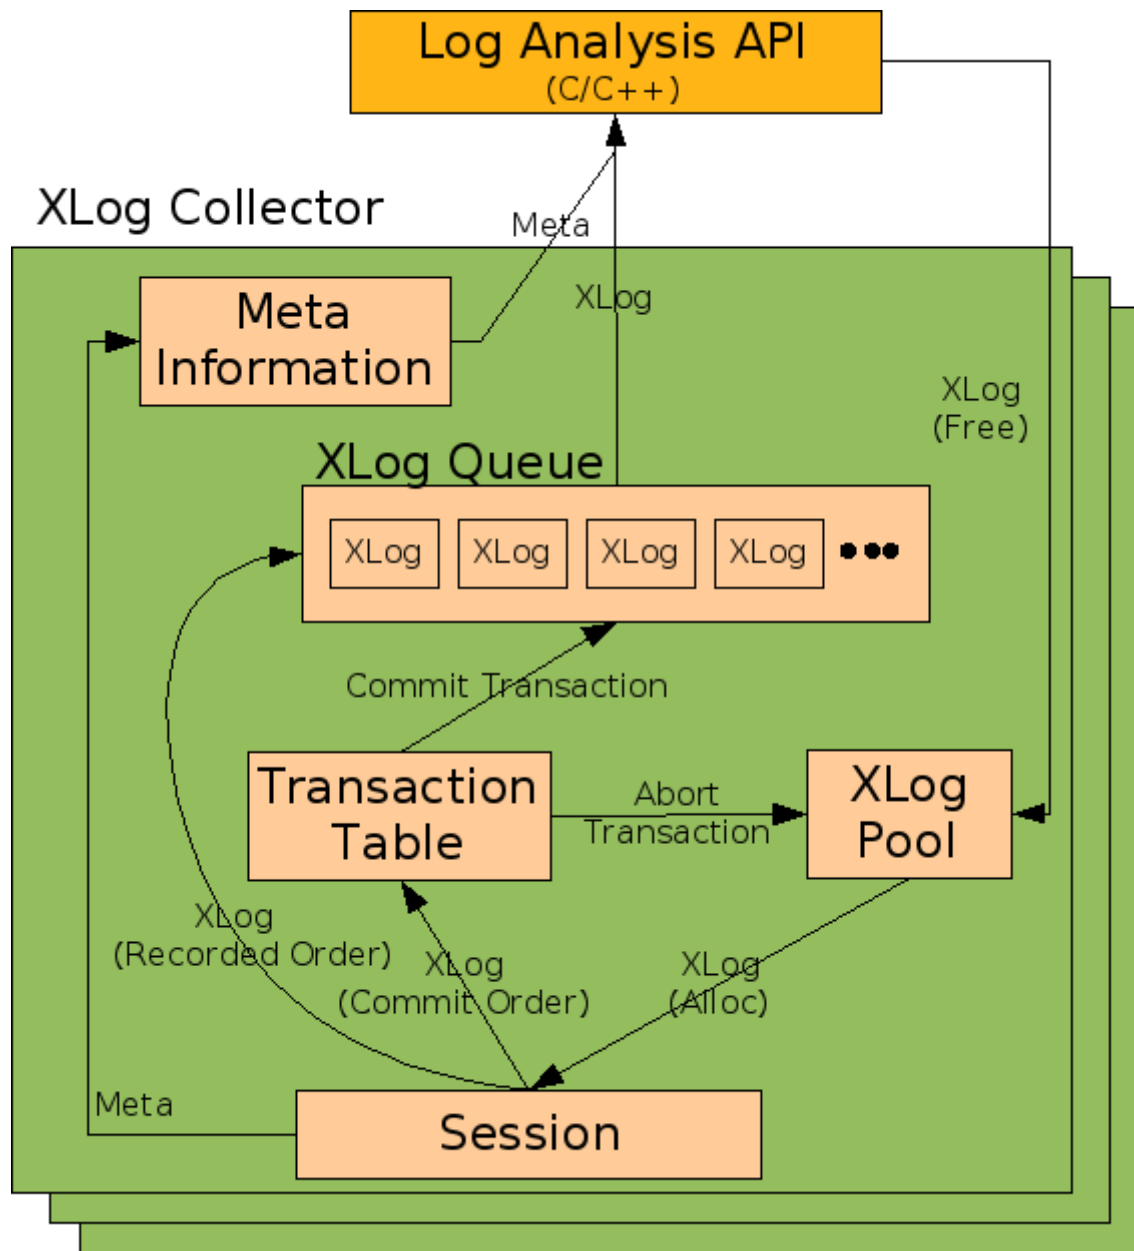 Log Analysis API
(C/C++)
XLog Collector
Meta
Meta
Information
XLog
XLog
(Free)
XLog Queue
XLog XLog XLog XLog
Commit Transaction
Transaction
Table
Abort
Transaction
XLog
Pool
XLog
(Recorded Order)
XLog
(Commit Order)
XLog
(Alloc)
Meta
Session